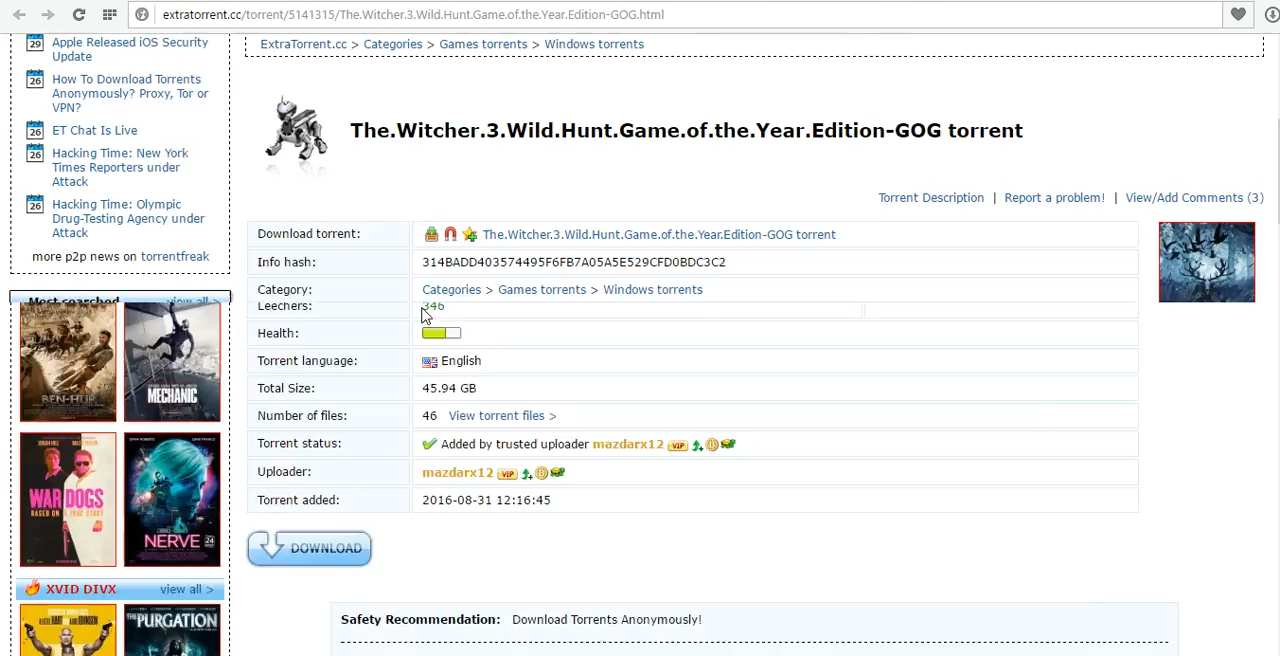 extratorrent.cc/torrent/5141315/The.Witcher.3.Wild.Hunt.Game.of.the.Year.Edition-GOG.html
29 Apple Released iOS Security
Update
26 How To Download Torrents
Anonymously? Proxy, Tor or
VPN?
26 ET Chat Is Live
26 Hacking Time: New York
Times Reporters under
Attack
26 Hacking Time: Olympic
Drug-Testing Agency under
Attack
more p2p news on torrentfreak
Most searched view all >
BEN-HUR
MECHANIC
WAR DOGS
NERVE
XVID DIVX view all >
THE PURGATION
ExtraTorrent.cc > Categories > Games torrents > Windows torrents
The.Witcher.3.Wild.Hunt.Game.of.the.Year.Edition-GOG torrent
Torrent Description | Report a problem! | View/Add Comments (3)
Download torrent: The.Witcher.3.Wild.Hunt.Game.of.the.Year.Edition-GOG torrent
Info hash: 314BADD403574495F6FB7A05A5E529CFD0BDC3C2
Category: Categories > Games torrents > Windows torrents
Leechers: 346
Health:
Torrent language: English
Total Size: 45.94 GB
Number of files: 46 View torrent files >
Torrent status: Added by trusted uploader mazdarx12 VIP
Uploader: mazdarx12 VIP
Torrent added: 2016-08-31 12:16:45
DOWNLOAD
Safety Recommendation: Download Torrents Anonymously!